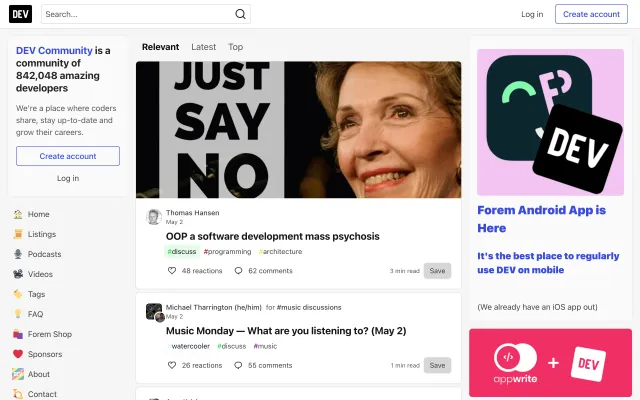 DEV
Search...
Log in
Create account
DEV Community is a
community of
842,048 amazing
developers
We're a place where coders
share, stay up-to-date and
grow their careers.
Create account
Log in
Home
Listings
Podcasts
Videos
Tags
FAQ
Forem Shop
Sponsors
About
Contact
Relevant
Latest
Top
JUST
SAY
NO
Thomas Hansen
May 2
OOP a software development mass psychosis
#discuss #programming #architecture
48 reactions
62 comments
3 min read
Save
Michael Tharrington (he/him) for #music discussions
May 2
Music Monday — What are you listening to? (May 2)
#watercooler #discuss #music
26 reactions
55 comments
1 min read
Save
DEV
Forem Android App is
Here
It's the best place to regularly
use DEV on mobile
(We already have an iOS app out)
appwrite
+
DEV